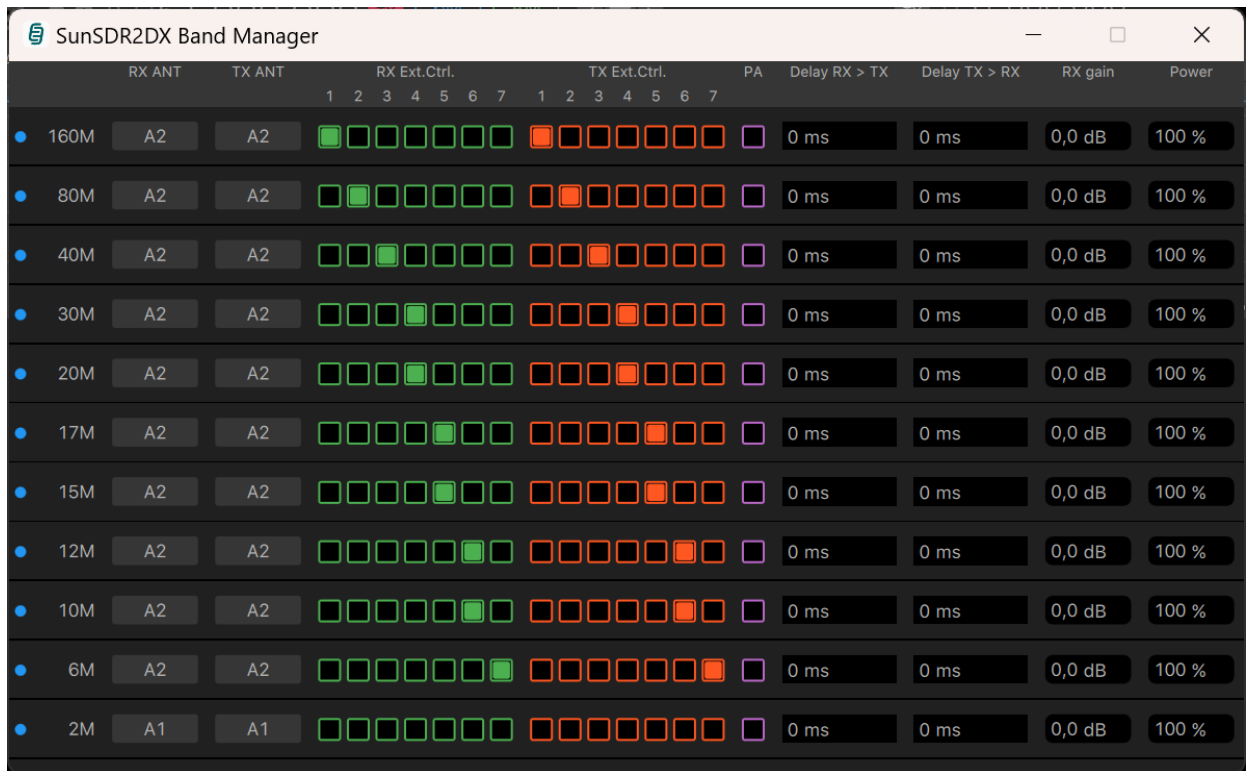 SunSDR2DX Band Manager
RX ANT TX ANT RX Ext.Ctrl. TX Ext.Ctrl. PA Delay RX > TX Delay TX > RX RX gain Power
1 2 3 4 5 6 7 1 2 3 4 5 6 7
160M A2 A2 0 ms 0 ms 0,0 dB 100 %
80M A2 A2 0 ms 0 ms 0,0 dB 100 %
40M A2 A2 0 ms 0 ms 0,0 dB 100 %
30M A2 A2 0 ms 0 ms 0,0 dB 100 %
20M A2 A2 0 ms 0 ms 0,0 dB 100 %
17M A2 A2 0 ms 0 ms 0,0 dB 100 %
15M A2 A2 0 ms 0 ms 0,0 dB 100 %
12M A2 A2 0 ms 0 ms 0,0 dB 100 %
10M A2 A2 0 ms 0 ms 0,0 dB 100 %
6M A2 A2 0 ms 0 ms 0,0 dB 100 %
2M A1 A1 0 ms 0 ms 0,0 dB 100 %